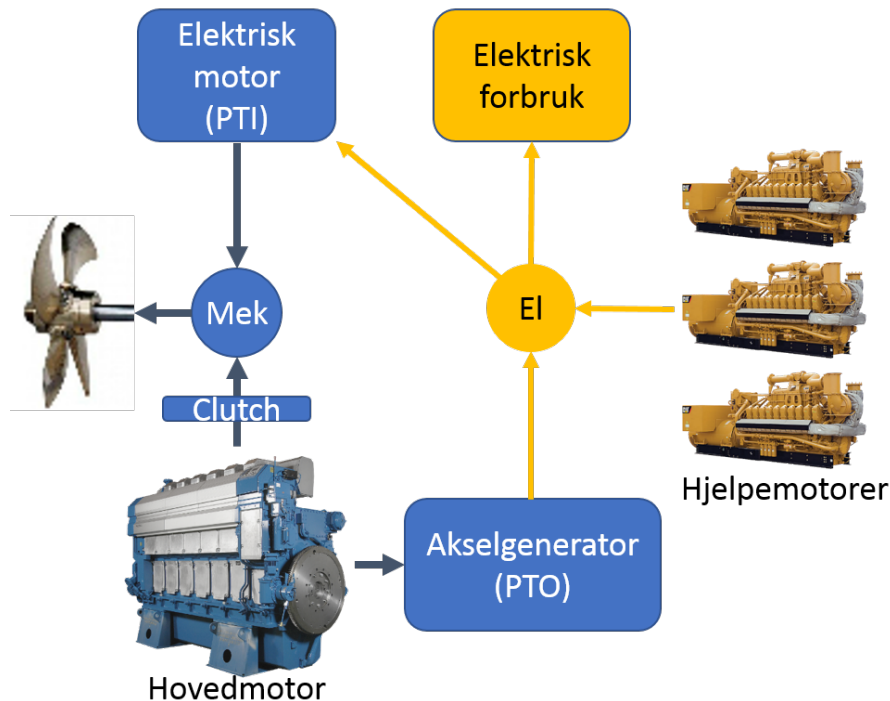 Elektrisk
motor
(PTI)
Elektrisk
forbruk
Mek
El
Clutch
Hjelpemotorer
Akselgenerator
(PTO)
Hovedmotor